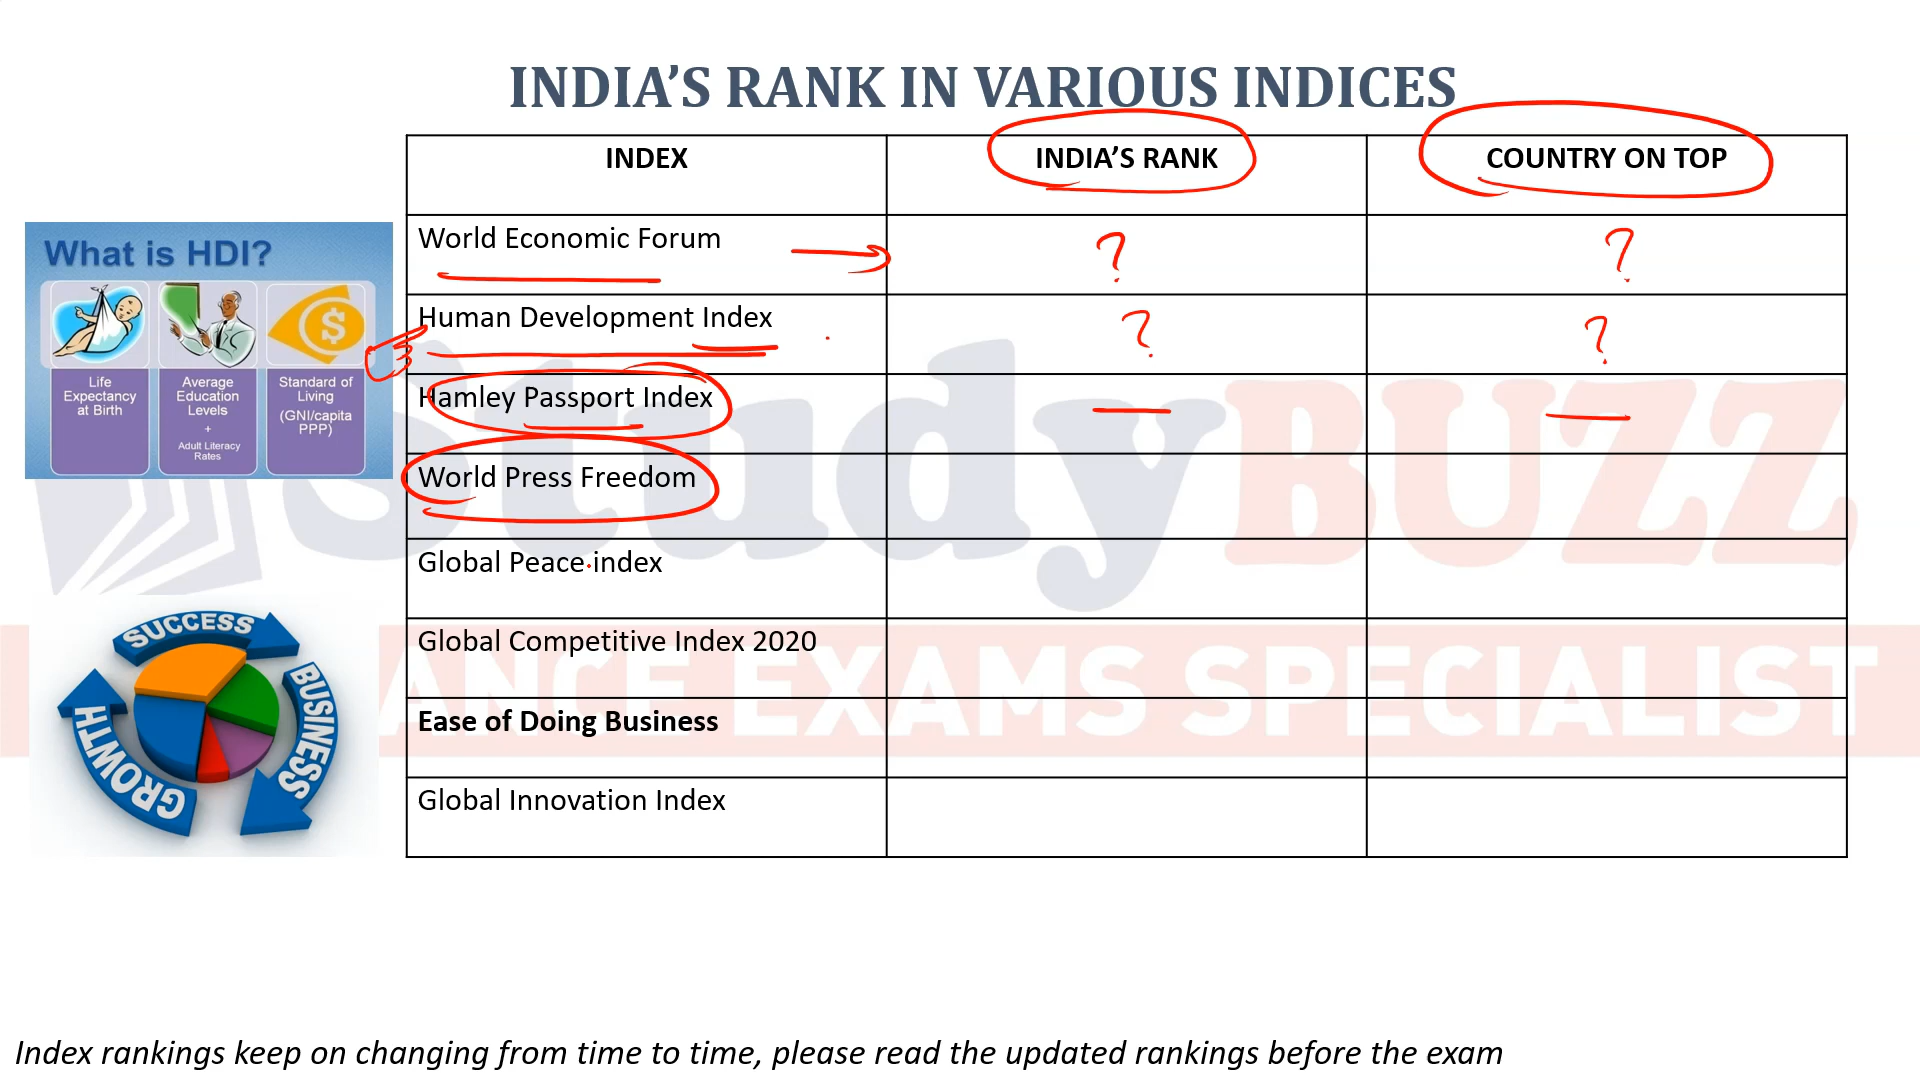 INDIA’S RANK IN VARIOUS INDICES
INDEX
INDIA’S RANK
COUNTRY ON TOP
World Economic Forum
?
?
Human Development Index
?
?
Hamley Passport Index
World Press Freedom
Global Peace index
Global Competitive Index 2020
Ease of Doing Business
Global Innovation Index
What is HDI?
Life
Expectancy
at Birth
Average
Education
Levels
+
Adult Literacy
Rates
Standard of
Living
(GNI/capita
PPP)
SUCCESS
BUSINESS
GROWTH
StudyBUZZ
ANCE EXAMS SPECIALIST
Index rankings keep on changing from time to time, please read the updated rankings before the exam